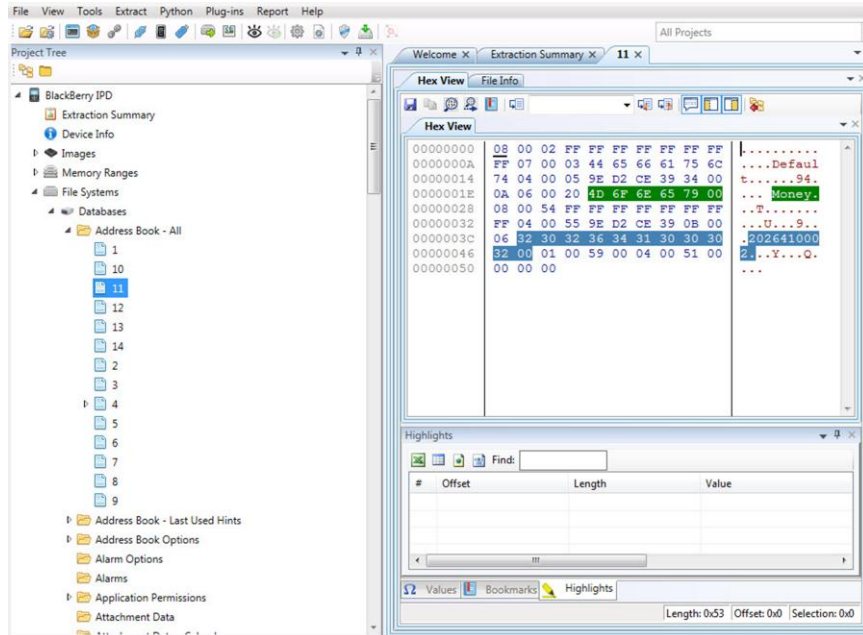 File View Tools Extract Python Plug-ins Report Help
All Projects
Project Tree
Welcome Extraction Summary 11
BlackBerry IPD
Extraction Summary
Device Info
Images
Memory Ranges
File Systems
Databases
Address Book - All
1
10
11
12
13
14
2
3
4
5
6
7
8
9
Address Book - Last Used Hints
Address Book Options
Alarm Options
Alarms
Application Permissions
Attachment Data
Hex View File Info
Hex View
00000000 08 00 02 FF FF FF FF FF FF FF ..........
0000000A FF 07 00 03 44 65 66 61 75 6C ....Defaul
00000014 74 04 00 05 9E D2 CE 39 34 00 t......94.
0000001E 0A 06 00 20 4D 6F 6E 65 79 00 ... Money.
00000028 08 00 54 FF FF FF FF FF FF FF ..T.......
00000032 FF 04 00 55 9E D2 CE 39 0B 00 ...U...9..
0000003C 06 32 30 32 36 34 31 30 30 30 .202641000
00000046 32 00 01 00 59 00 04 00 51 00 2...Y...Q.
00000050 00 00 00 ...
Highlights
Find:
# Offset Length Value
Values Bookmarks Highlights
Length: 0x53 Offset: 0x0 Selection: 0x0